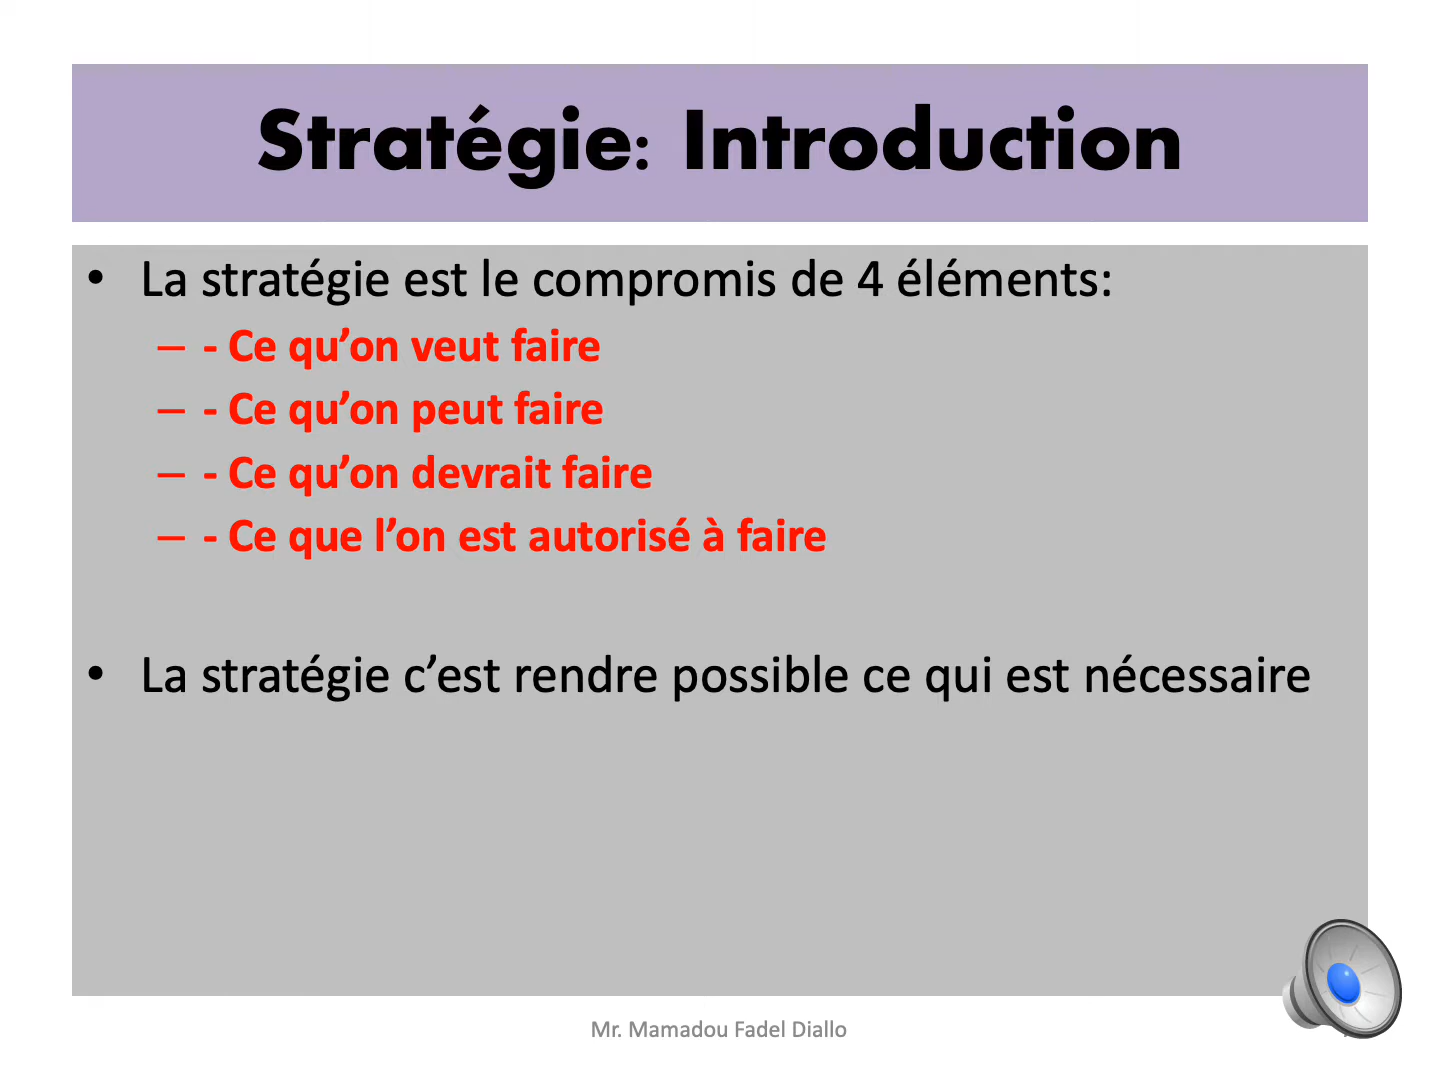 Stratégie: Introduction
• La stratégie est le compromis de 4 éléments:
– - Ce qu’on veut faire
– - Ce qu’on peut faire
– - Ce qu’on devrait faire
– - Ce que l’on est autorisé à faire
• La stratégie c’est rendre possible ce qui est nécessaire
Mr. Mamadou Fadel Diallo